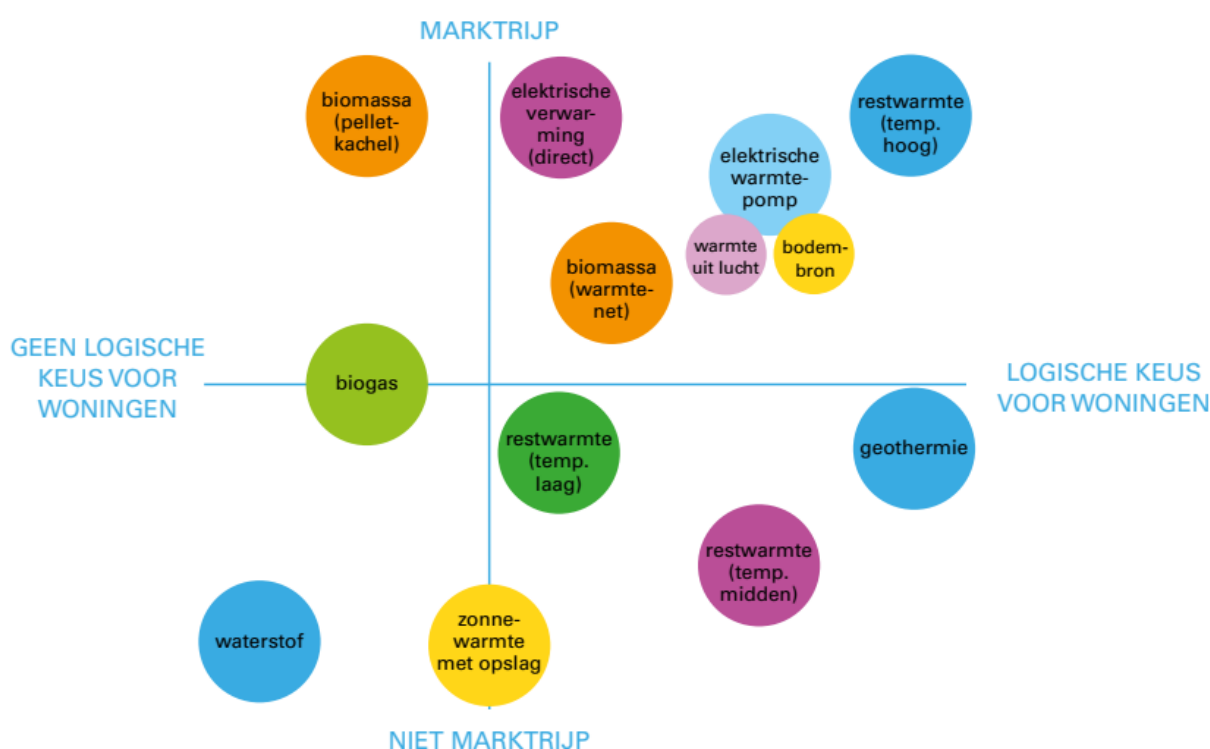 MARKTRIJP
biomassa
(pellet-
kachel)
elektrische
verwar-
ming
(direct)
restwarmte
(temp.
hoog)
elektrische
warmte-
pomp
warmte
uit lucht
bodem-
bron
biomassa
(warmte-
net)
GEEN LOGISCHE
KEUS VOOR
WONINGEN
biogas
LOGISCHE KEUS
VOOR WONINGEN
restwarmte
(temp.
laag)
geothermie
restwarmte
(temp.
midden)
waterstof
zonne-
warmte
met opslag
NIET MARKTRIJP